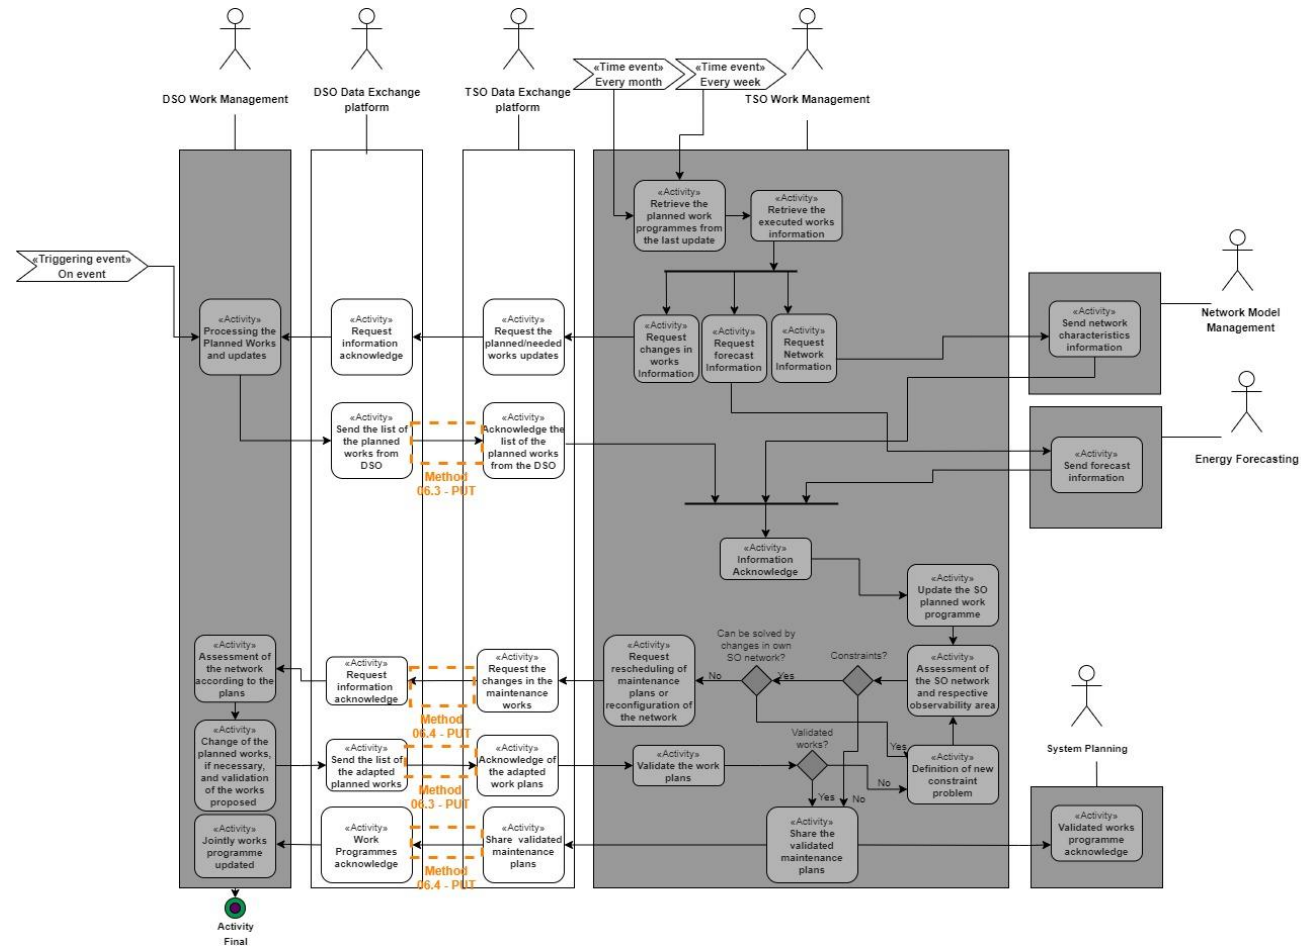 «Time event»
Every month
«Time event»
Every week
DSO Work Management
DSO Data Exchange
platform
TSO Data Exchange
platform
TSO Work Management
«Activity»
Retrieve the
planned work
programmes from
the last update
«Activity»
Retrieve the
executed works
information
«Triggering event»
On event
Network Model
Management
«Activity»
Processing the
Planned Works
and updates
«Activity»
Request
information
acknowledge
«Activity»
Request the
planned/needed
works updates
«Activity»
Request
changes in
works
Information
«Activity»
Request
forecast
Information
«Activity»
Request
Network
Information
«Activity»
Send network
characteristics
information
«Activity»
Send the list of
the planned
works from
DSO
«Activity»
Acknowledge the
list of the
planned works
from the DSO
Method
06.3 - PUT
«Activity»
Send forecast
information
Energy Forecasting
«Activity»
Information
Acknowledge
«Activity»
Update the SO
planned work
programme
«Activity»
Assessment of
the network
according to the
plans
«Activity»
Request
information
acknowledge
«Activity»
Request the
changes in the
maintenance
works
Method
06.4 - PUT
«Activity»
Request
rescheduling of
maintenance
plans or
reconfiguration
of the network
Can be solved by
changes in own
SO network?
No
Yes
Constraints?
«Activity»
Assessment of
the SO network
and respective
observability area
«Activity»
Change of the
planned works,
if necessary,
and validation
of the works
proposed
«Activity»
Send the list of
the adapted
planned works
«Activity»
Acknowledge of
the adapted
work plans
Method
06.3 - PUT
«Activity»
Validate the work
plans
Validated
works?
Yes
No
Yes
No
«Activity»
Definition of new
constraint
problem
System Planning
«Activity»
Jointly works
programme
updated
«Activity»
Work
Programmes
acknowledge
«Activity»
Share validated
maintenance
plans
Method
06.4 - PUT
«Activity»
Share the
validated
maintenance
plans
«Activity»
Validated works
programme
acknowledge
Activity
Final